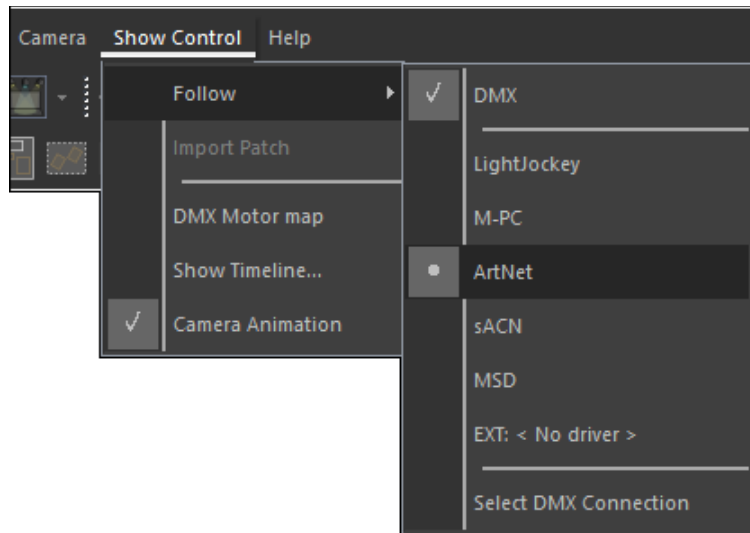 Camera Show Control Help
Follow
Import Patch
DMX Motor map
Show Timeline...
Camera Animation
DMX
LightJockey
M-PC
ArtNet
sACN
MSD
EXT: < No driver >
Select DMX Connection